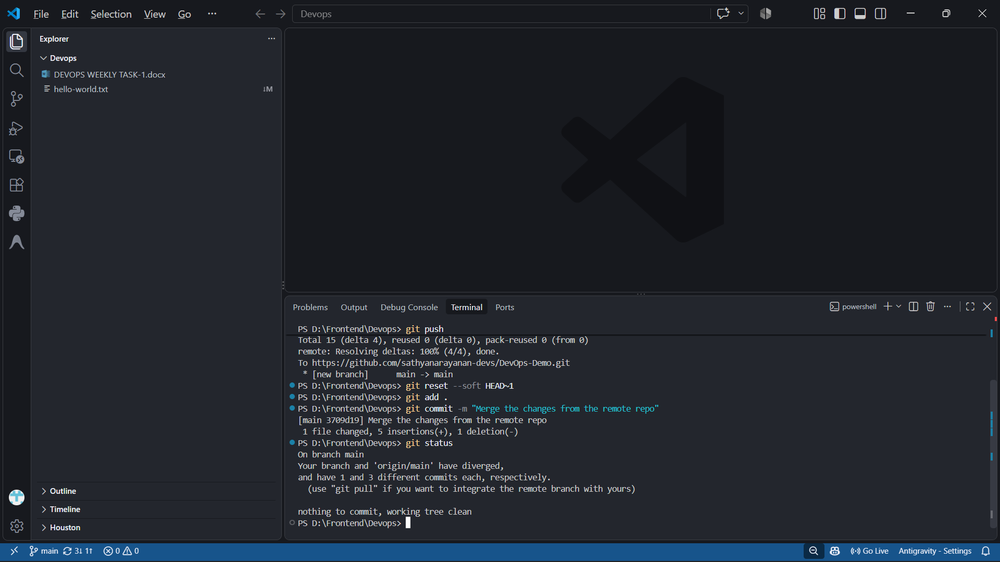 File Edit Selection View Go ···
Devops
Explorer
Devops
DEVOPS WEEKLY TASK-1.docx
hello-world.txt ↓M
Outline
Timeline
Houston
Problems Output Debug Console Terminal Ports
powershell
PS D:\Frontend\Devops> git push
Total 15 (delta 4), reused 0 (delta 0), pack-reused 0 (from 0)
remote: Resolving deltas: 100% (4/4), done.
To https://github.com/sathyanarayanan-devs/DevOps-Demo.git
* [new branch]      main -> main
PS D:\Frontend\Devops> git reset --soft HEAD~1
PS D:\Frontend\Devops> git add .
PS D:\Frontend\Devops> git commit -m "Merge the changes from the remote repo"
[main 3709d19] Merge the changes from the remote repo
1 file changed, 5 insertions(+), 1 deletion(-)
PS D:\Frontend\Devops> git status
On branch main
Your branch and 'origin/main' have diverged,
and have 1 and 3 different commits each, respectively.
(use "git pull" if you want to integrate the remote branch with yours)
nothing to commit, working tree clean
PS D:\Frontend\Devops>
main 3↓ 1↑ 0 0
Go Live Antigravity - Settings